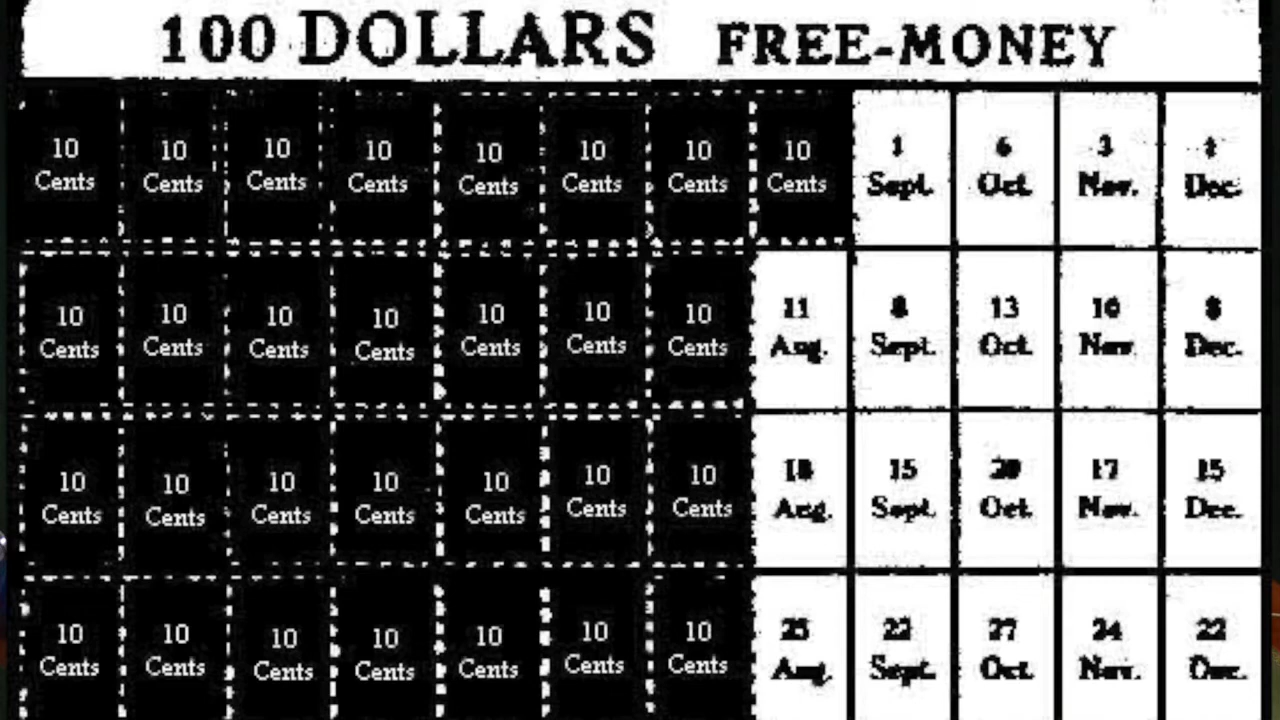 100 DOLLARS FREE-MONEY
10 10 10 10 10 10 10 10 1 6 3
Cents Cents Cents Cents Cents Cents Cents Cents Sept. Oct. Nov. Dec.
10 10 10 10 10 10 10 11 8 13 10 8
Cents Cents Cents Cents Cents Cents Cents Aug. Sept. Oct. Nov. Dec.
10 10 10 10 10 10 10 18 15 20 17 15
Cents Cents Cents Cents Cents Cents Cents Aug. Sept. Oct. Nov. Dec.
10 10 10 10 10 10 10 25 22 27 24 22
Cents Cents Cents Cents Cents Cents Cents Aug. Sept. Oct. Nov. Dec.